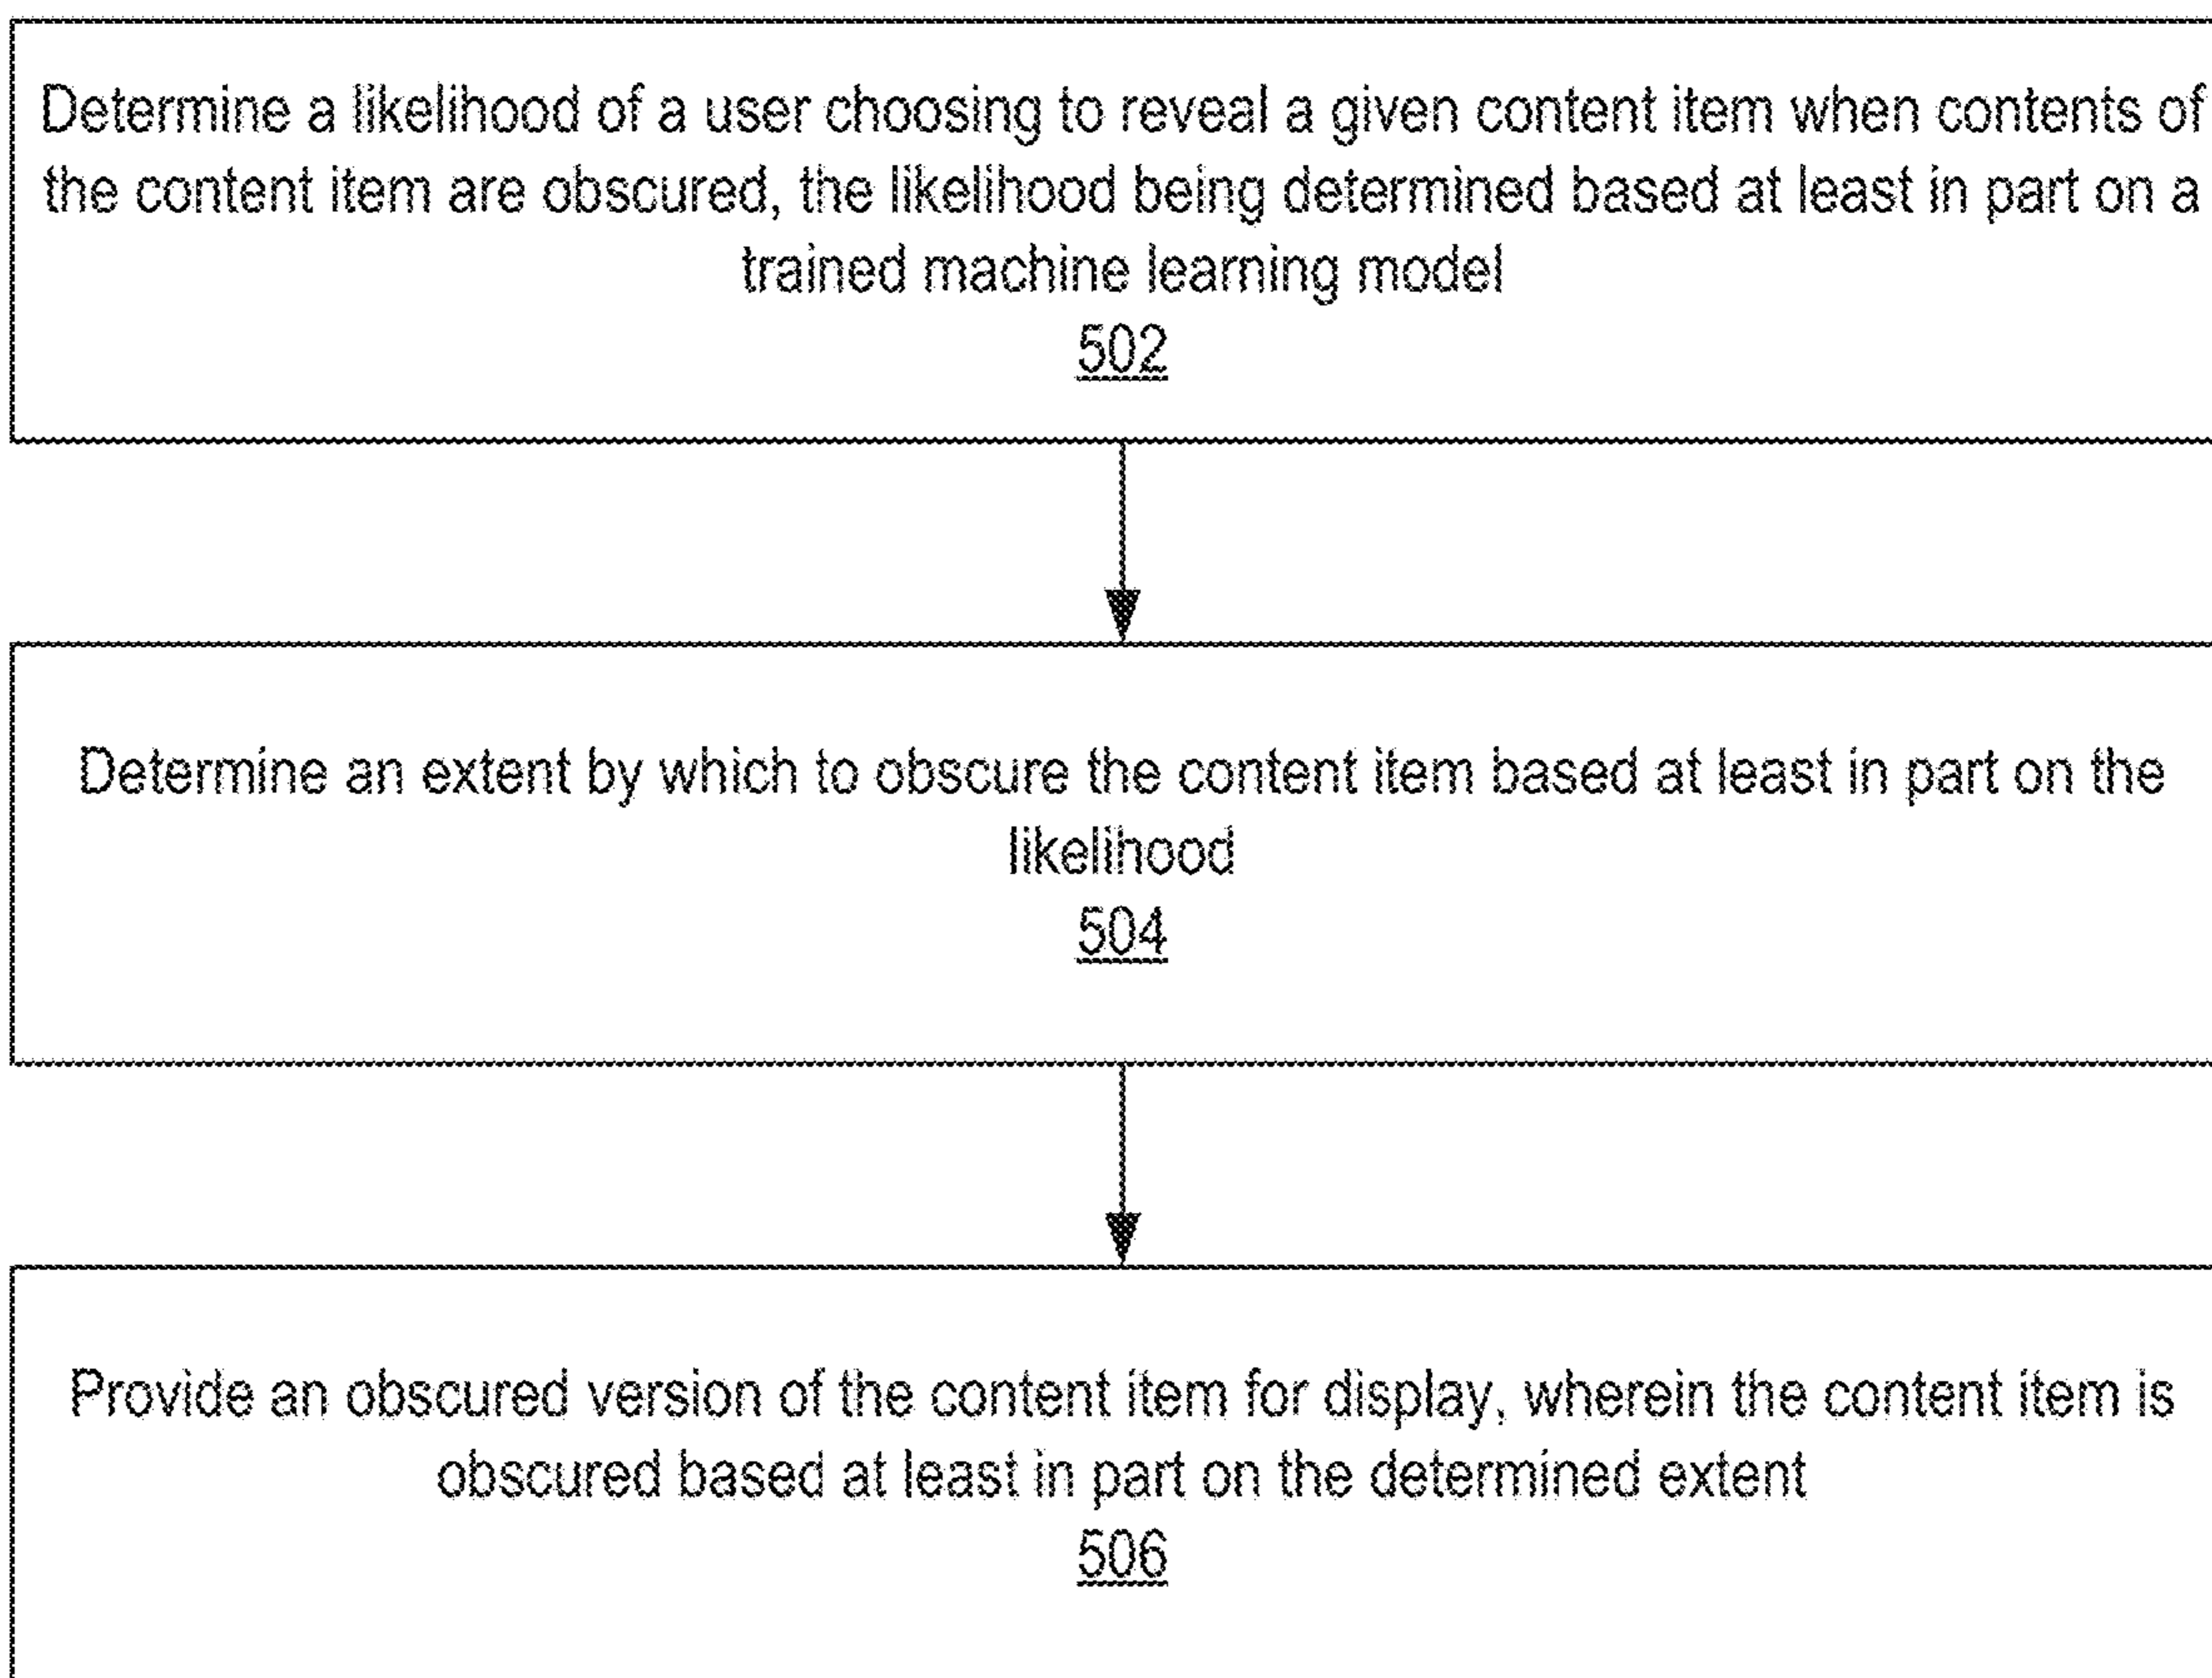 Determine a likelihood of a user choosing to reveal a given content item when contents of
the content item are obscured, the likelihood being determined based at least in part on a
trained machine learning model
502
Determine an extent by which to obscure the content item based at least in part on the
likelihood
504
Provide an obscured version of the content item for display, wherein the content item is
obscured based at least in part on the determined extent
506